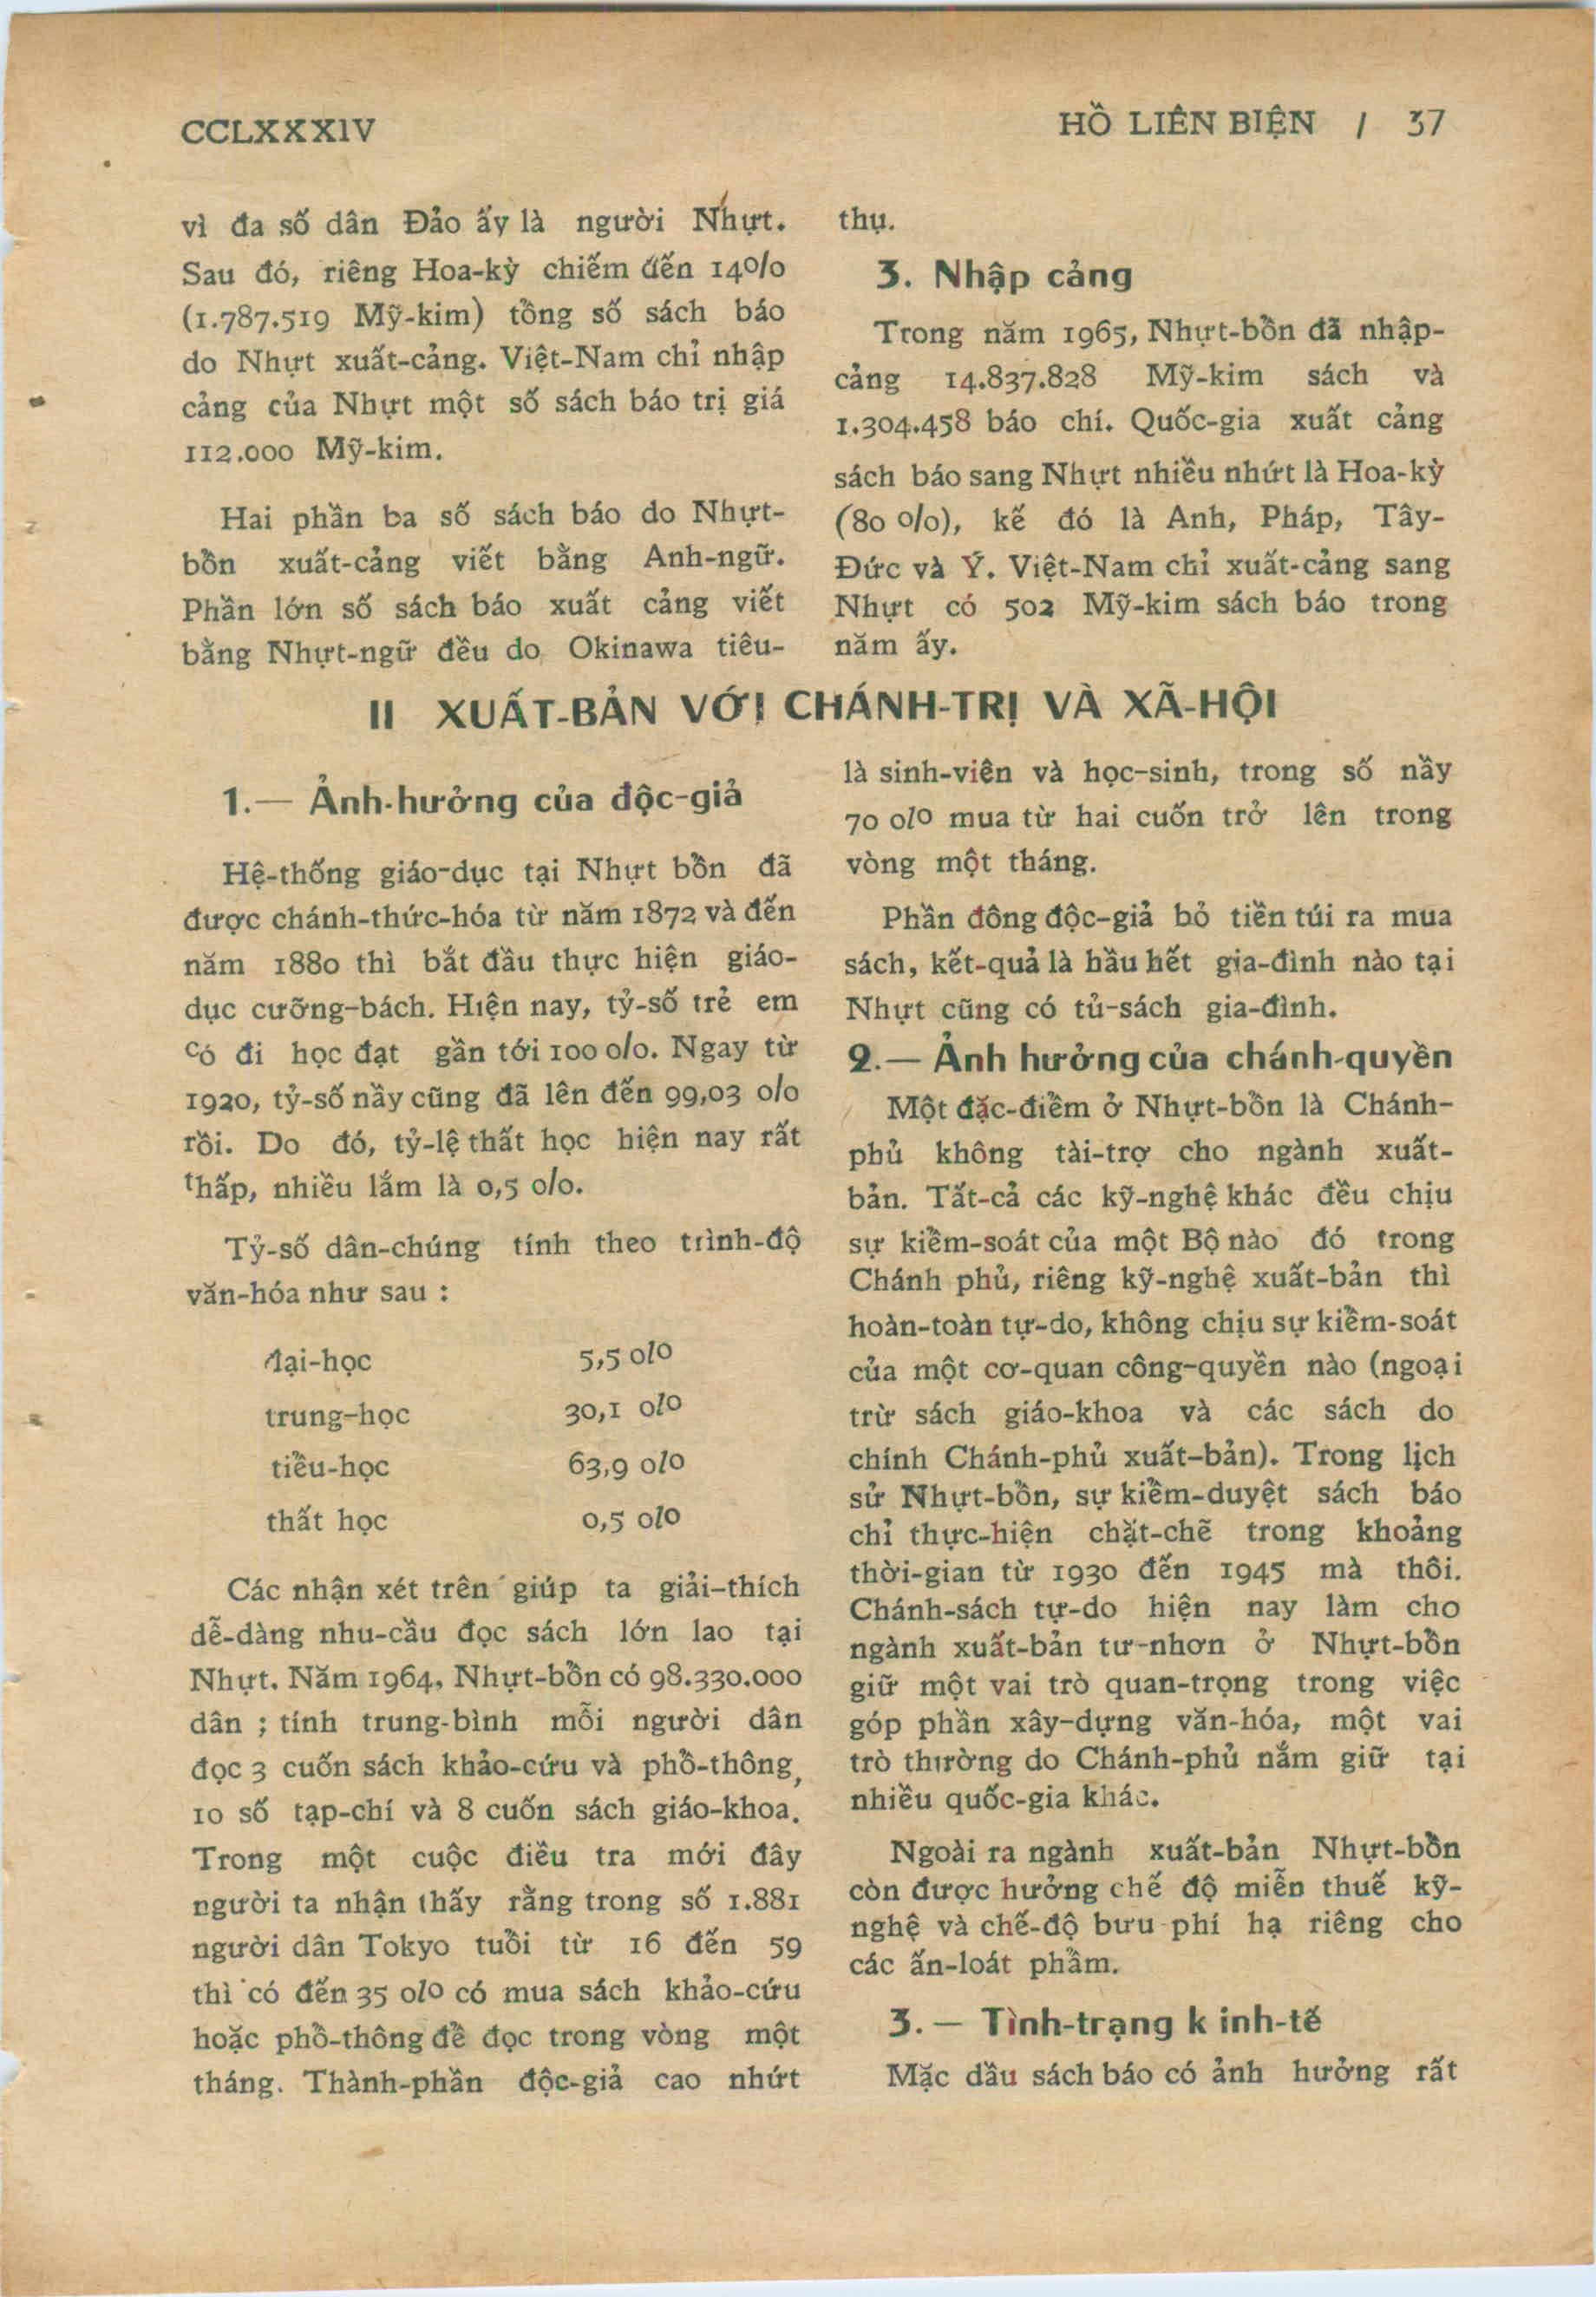 CCLXXXIV
HỒ LIÊN BIỆN / 37
vì đa số dân Đảo ấy là người Nhựt.
Sau đó, riêng Hoa-kỳ chiếm đến 14o/o
(1.787.519 Mỹ-kim) tổng số sách báo
do Nhựt xuất-cảng. Việt-Nam chỉ nhập
cảng của Nhựt một số sách báo trị giá
112.000 Mỹ-kim.
Hai phần ba số sách báo do Nhựt-
bổn xuất-cảng viết bằng Anh-ngữ.
Phần lớn số sách báo xuất cảng viết
bằng Nhựt-ngữ đều do Okinawa tiêu-
thụ.
3. Nhập cảng
Trong năm 1965, Nhựt-bổn đã nhập-
cảng 14.837.828 Mỹ-kim sách và
1.304.458 báo chí. Quốc-gia xuất cảng
sách báo sang Nhựt nhiều nhứt là Hoa-kỳ
(80 o/o), kế đó là Anh, Pháp, Tây-
Đức và Ý. Việt-Nam chỉ xuất-cảng sang
Nhựt có 502 Mỹ-kim sách báo trong
năm ấy.
II XUẤT-BẢN VỚI CHÁNH-TRỊ VÀ XÃ-HỘI
1.— Ảnh-hưởng của độc-giả
Hệ-thống giáo-dục tại Nhựt bổn đã
được chánh-thức-hóa từ năm 1872 và đến
năm 1880 thì bắt đầu thực hiện giáo-
dục cưỡng-bách. Hiện nay, tỷ-số trẻ em
có đi học đạt gần tới 100 o/o. Ngay từ
1920, tỷ-số nầy cũng đã lên đến 99,03 o/o
rồi. Do đó, tỷ-lệ thất học hiện nay rất
thấp, nhiều lắm là 0,5 o/o.
Tỷ-số dân-chúng tính theo trình-độ
văn-hóa như sau :
đại-học 5,5 o/o
trung-học 30,1 o/o
tiểu-học 63,9 o/o
thất học 0,5 o/o
Các nhận xét trên giúp ta giải-thích
dễ-dàng nhu-cầu đọc sách lớn lao tại
Nhựt. Năm 1964, Nhựt-bổn có 98.330.000
dân ; tính trung-bình mỗi người dân
đọc 3 cuốn sách khảo-cứu và phổ-thông,
10 số tạp-chí và 8 cuốn sách giáo-khoa.
Trong một cuộc điều tra mới đây
người ta nhận thấy rằng trong số 1.881
người dân Tokyo tuổi từ 16 đến 59
thì có đến 35 o/o có mua sách khảo-cứu
hoặc phổ-thông để đọc trong vòng một
tháng. Thành-phần độc-giả cao nhứt
là sinh-viên và học-sinh, trong số nầy
70 o/o mua từ hai cuốn trở lên trong
vòng một tháng.
Phần đông độc-giả bỏ tiền túi ra mua
sách, kết-quả là hầu hết gia-đình nào tại
Nhựt cũng có tủ-sách gia-đình.
2.— Ảnh hưởng của chánh-quyền
Một đặc-điểm ở Nhựt-bổn là Chánh-
phủ không tài-trợ cho ngành xuất-
bản. Tất-cả các kỹ-nghệ khác đều chịu
sự kiểm-soát của một Bộ nào đó trong
Chánh phủ, riêng kỹ-nghệ xuất-bản thì
hoàn-toàn tự-do, không chịu sự kiểm-soát
của một cơ-quan công-quyền nào (ngoại
trừ sách giáo-khoa và các sách do
chính Chánh-phủ xuất-bản). Trong lịch
sử Nhựt-bổn, sự kiểm-duyệt sách báo
chỉ thực-hiện chặt-chẽ trong khoảng
thời-gian từ 1930 đến 1945 mà thôi.
Chánh-sách tự-do hiện nay làm cho
ngành xuất-bản tư-nhơn ở Nhựt-bổn
giữ một vai trò quan-trọng trong việc
góp phần xây-dựng văn-hóa, một vai
trò thường do Chánh-phủ nắm giữ tại
nhiều quốc-gia khác.
Ngoài ra ngành xuất-bản Nhựt-bổn
còn được hưởng chế độ miễn thuế kỹ-
nghệ và chế-độ bưu-phí hạ riêng cho
các ấn-loát phẩm.
3.— Tình-trạng k inh-tế
Mặc dầu sách báo có ảnh hưởng rất